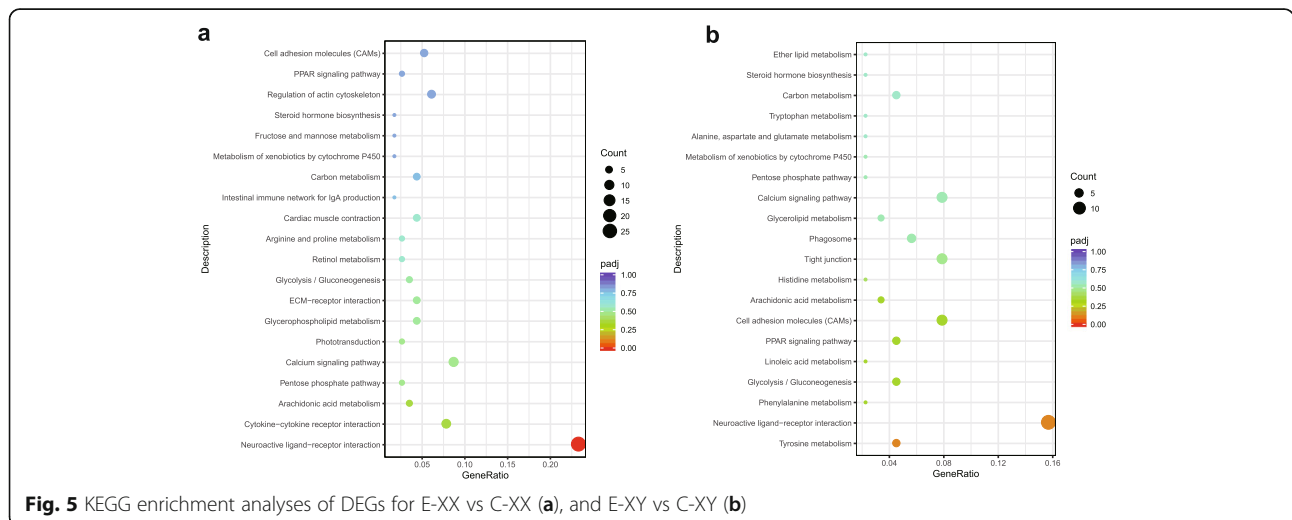 a
Description
Cell adhesion molecules (CAMs)
PPAR signaling pathway
Regulation of actin cytoskeleton
Steroid hormone biosynthesis
Fructose and mannose metabolism
Metabolism of xenobiotics by cytochrome P450
Carbon metabolism
Intestinal immune network for IgA production
Cardiac muscle contraction
Arginine and proline metabolism
Retinol metabolism
Glycolysis / Gluconeogenesis
ECM−receptor interaction
Glycerophospholipid metabolism
Phototransduction
Calcium signaling pathway
Pentose phosphate pathway
Arachidonic acid metabolism
Cytokine−cytokine receptor interaction
Neuroactive ligand−receptor interaction
0.05 0.10 0.15 0.20
GeneRatio
Count
5
10
15
20
25
padj
1.00
0.75
0.50
0.25
0.00
b
Description
Ether lipid metabolism
Steroid hormone biosynthesis
Carbon metabolism
Tryptophan metabolism
Alanine, aspartate and glutamate metabolism
Metabolism of xenobiotics by cytochrome P450
Pentose phosphate pathway
Calcium signaling pathway
Glycerolipid metabolism
Phagosome
Tight junction
Histidine metabolism
Arachidonic acid metabolism
Cell adhesion molecules (CAMs)
PPAR signaling pathway
Linoleic acid metabolism
Glycolysis / Gluconeogenesis
Phenylalanine metabolism
Neuroactive ligand−receptor interaction
Tyrosine metabolism
0.04 0.08 0.12 0.16
GeneRatio
Count
5
10
padj
1.00
0.75
0.50
0.25
0.00
Fig. 5 KEGG enrichment analyses of DEGs for E-XX vs C-XX (a), and E-XY vs C-XY (b)